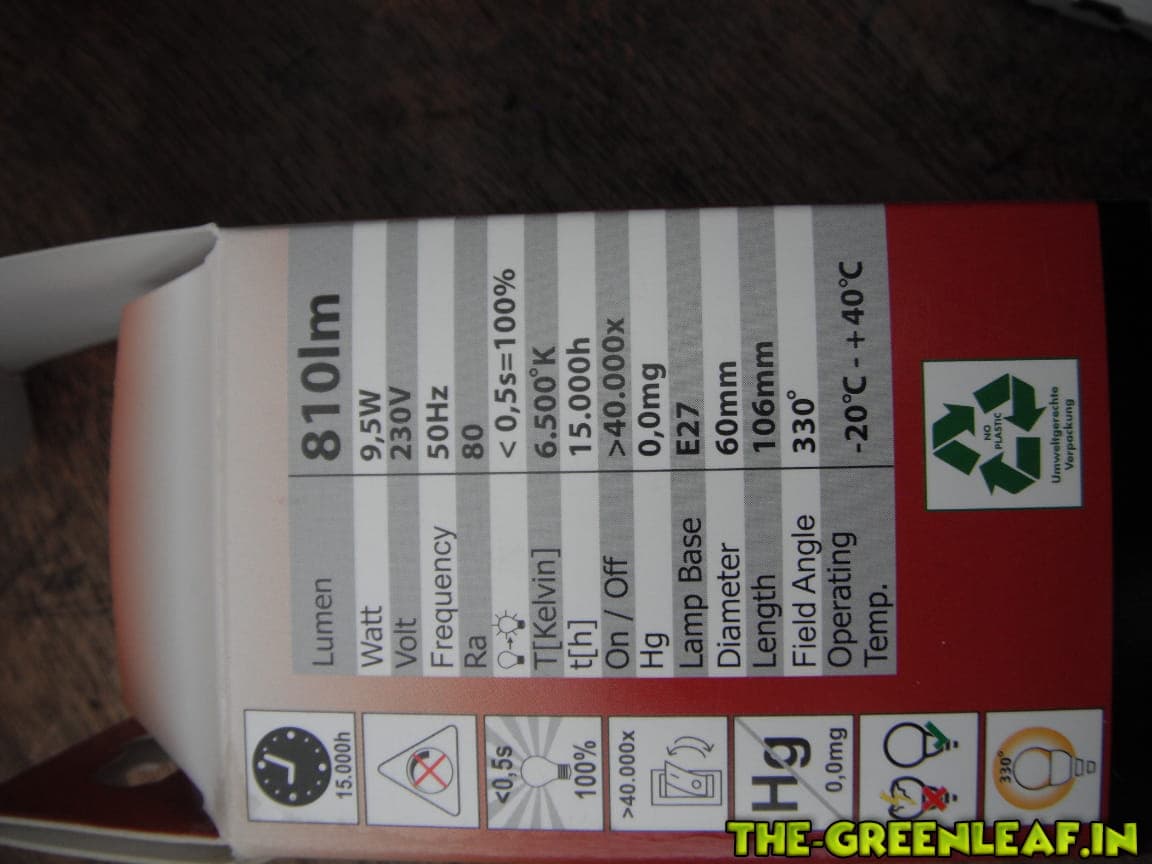 Lumen 810lm
Watt 9,5W
Volt 230V
Frequency 50Hz
Ra 80
< 0,5s=100%
T[Kelvin] 6.500°K
t[h] 15.000h
On / Off >40.000x
Hg 0,0mg
Lamp Base E27
Diameter 60mm
Length 106mm
Field Angle 330°
Operating Temp. -20°C - +40°C
15.000h
<0,5s
100%
>40.000x
Hg
0,0mg
330°
NO
PLASTIC
Umweltgerechte
Verpackung
THE-GREENLEAF.IN